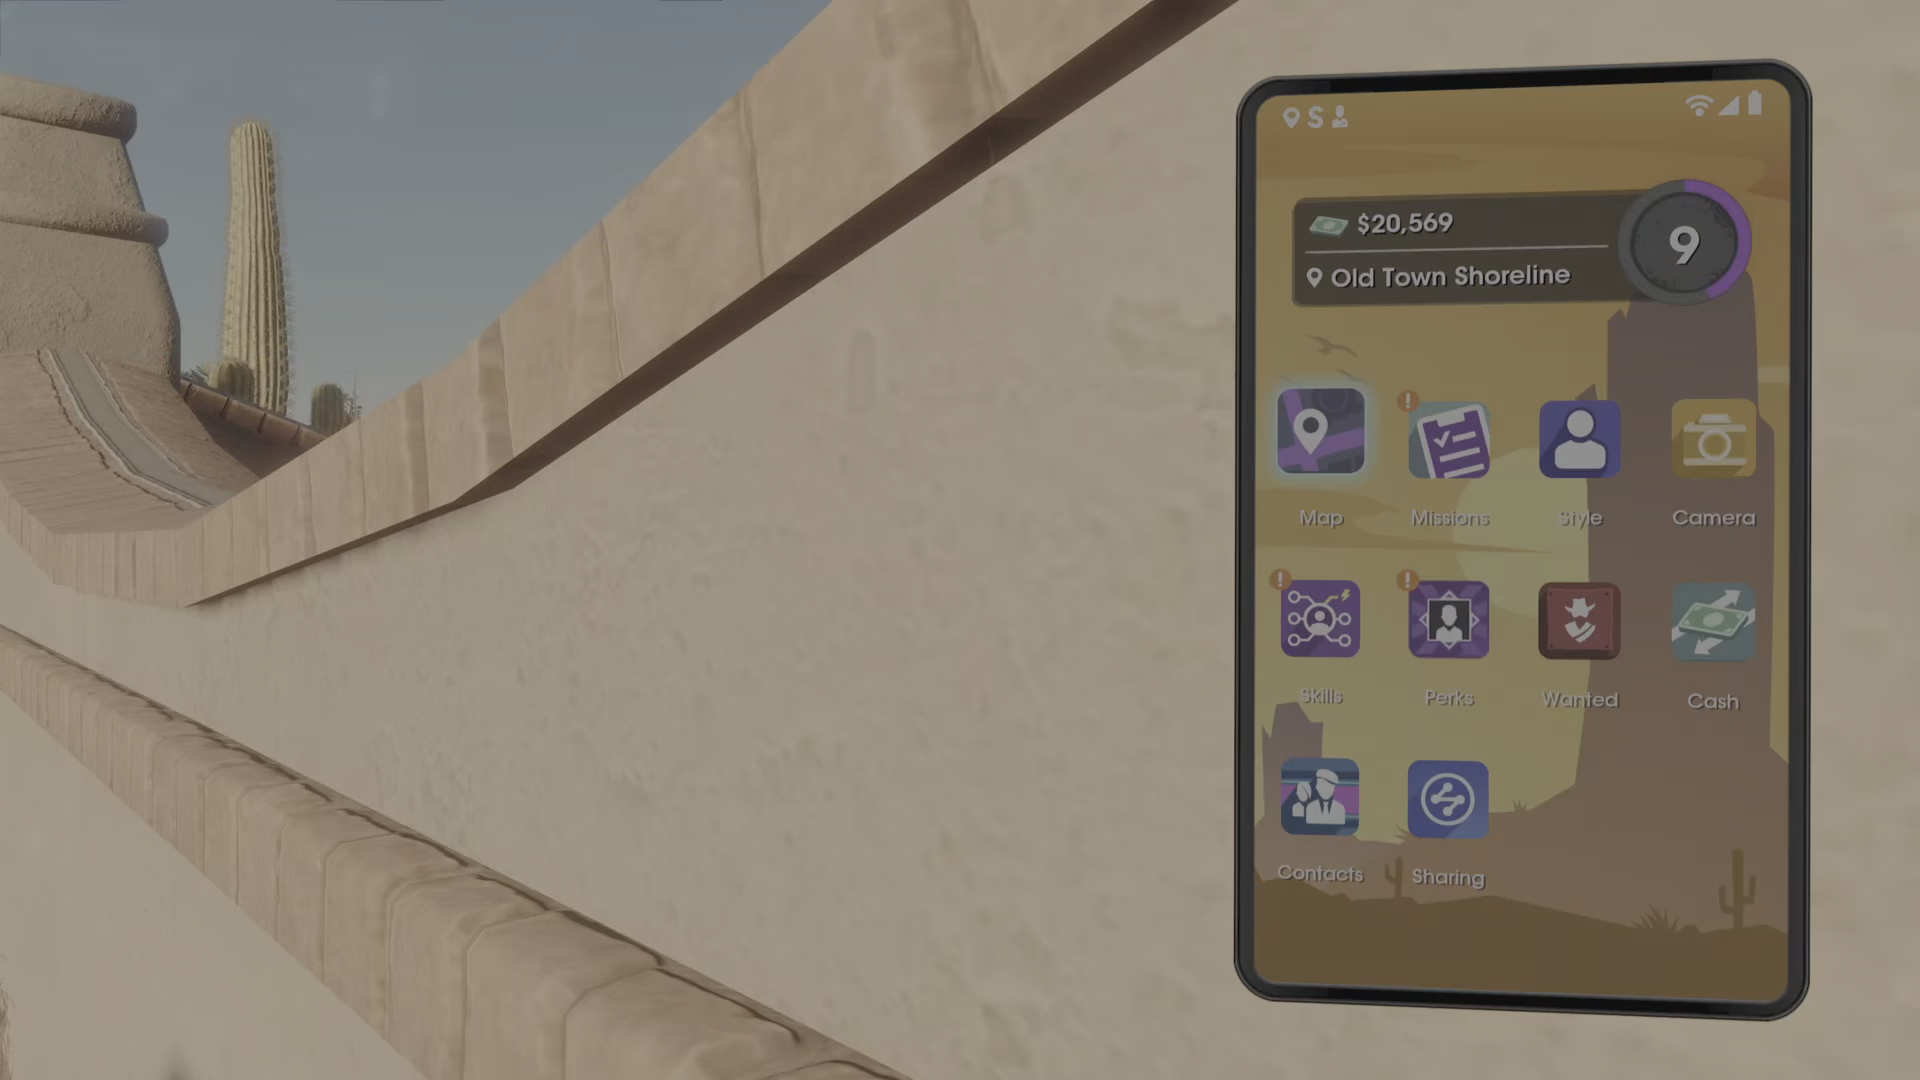 S
$20,569
9
Old Town Shoreline
! Map
! Missions
Style
Camera
! Skills
! Perks
Wanted
Cash
Contacts
Sharing